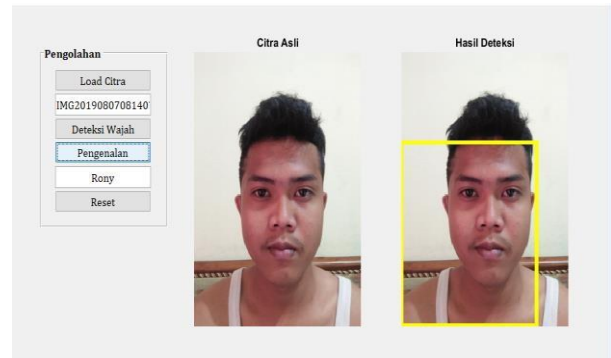 Citra Asli
Hasil Deteksi
Pengolahan
Load Citra
IMG2019080708140
Deteksi Wajah
Pengenalan
Rony
Reset